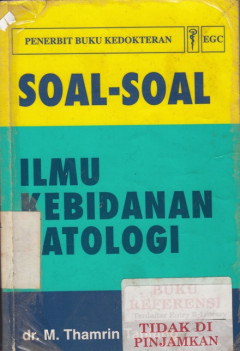 PENERBIT BUKU KEDOKTERAN EGC
SOAL-SOAL
ILMU
KEBIDANAN
PATOLOGI
BUKU
REFERENSI
dr. M. Thamrin
TIDAK DI
PINJAMKAN